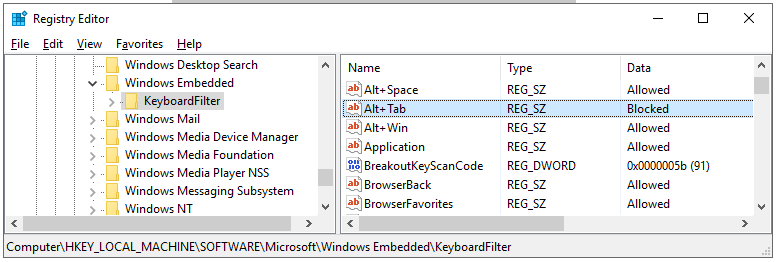 Registry Editor
File Edit View Favorites Help
Windows Desktop Search
Windows Embedded
KeyboardFilter
Windows Mail
Windows Media Device Manager
Windows Media Foundation
Windows Media Player NSS
Windows Messaging Subsystem
Windows NT
Name Type Data
Alt+Space REG_SZ Allowed
Alt+Tab REG_SZ Blocked
Alt+Win REG_SZ Allowed
Application REG_SZ Allowed
BreakoutKeyScanCode REG_DWORD 0x0000005b (91)
BrowserBack REG_SZ Allowed
BrowserFavorites REG_SZ Allowed
Computer\HKEY_LOCAL_MACHINE\SOFTWARE\Microsoft\Windows Embedded\KeyboardFilter